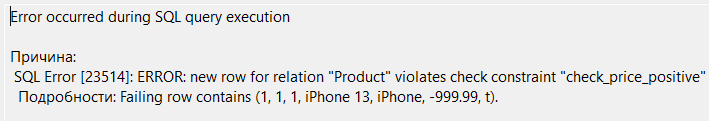 Error occurred during SQL query execution
Причина:
SQL Error [23514]: ERROR: new row for relation "Product" violates check constraint "check_price_positive"
Подробности: Failing row contains (1, 1, 1, iPhone 13, iPhone, -999.99, t).